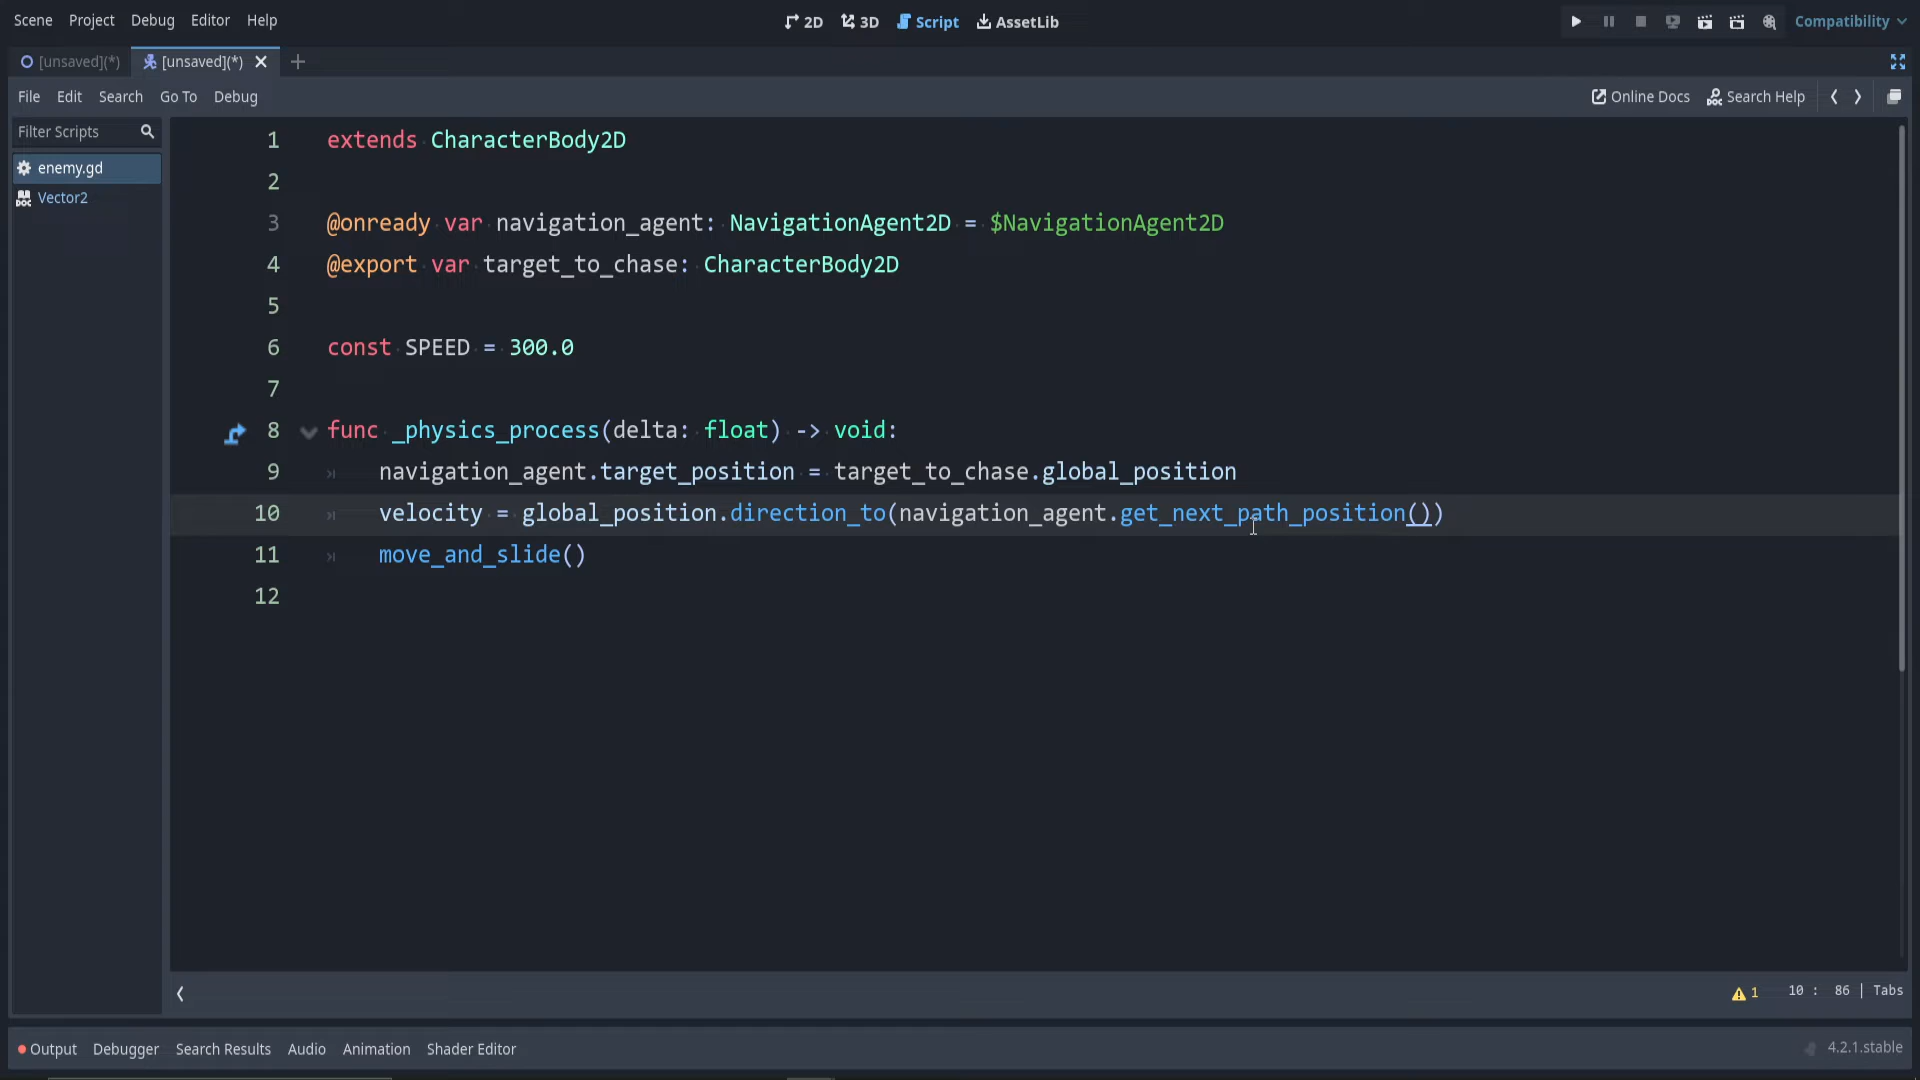 Scene Project Debug Editor Help 2D 3D Script AssetLib Compatibility
[unsaved](*) [unsaved](*)
File Edit Search Go To Debug Online Docs Search Help
Filter Scripts
enemy.gd
Vector2
1 extends CharacterBody2D
2
3 @onready var navigation_agent: NavigationAgent2D = $NavigationAgent2D
4 @export var target_to_chase: CharacterBody2D
5
6 const SPEED = 300.0
7
8 func _physics_process(delta: float) -> void:
9 navigation_agent.target_position = target_to_chase.global_position
10 velocity = global_position.direction_to(navigation_agent.get_next_path_position())
11 move_and_slide()
12
1 10 : 86 | Tabs
Output Debugger Search Results Audio Animation Shader Editor 4.2.1.stable